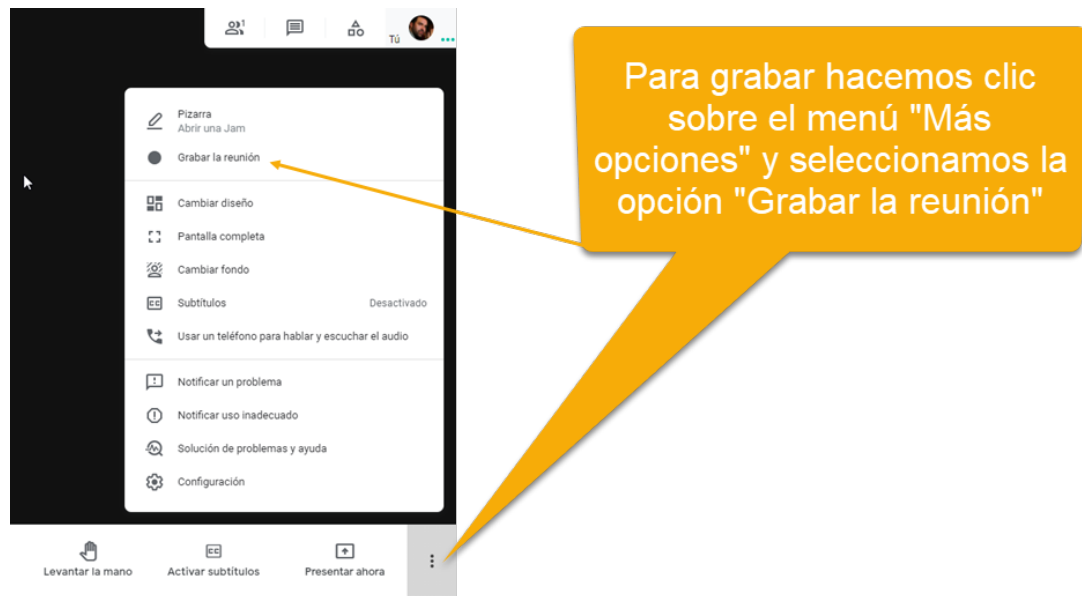 1
Tú
Pizarra
Abrir una Jam
Grabar la reunión
Cambiar diseño
Pantalla completa
Cambiar fondo
Subtítulos Desactivado
Usar un teléfono para hablar y escuchar el audio
Notificar un problema
Notificar uso inadecuado
Solución de problemas y ayuda
Configuración
Levantar la mano
Activar subtítulos
Presentar ahora
Para grabar hacemos clic
sobre el menú "Más
opciones" y seleccionamos la
opción "Grabar la reunión"